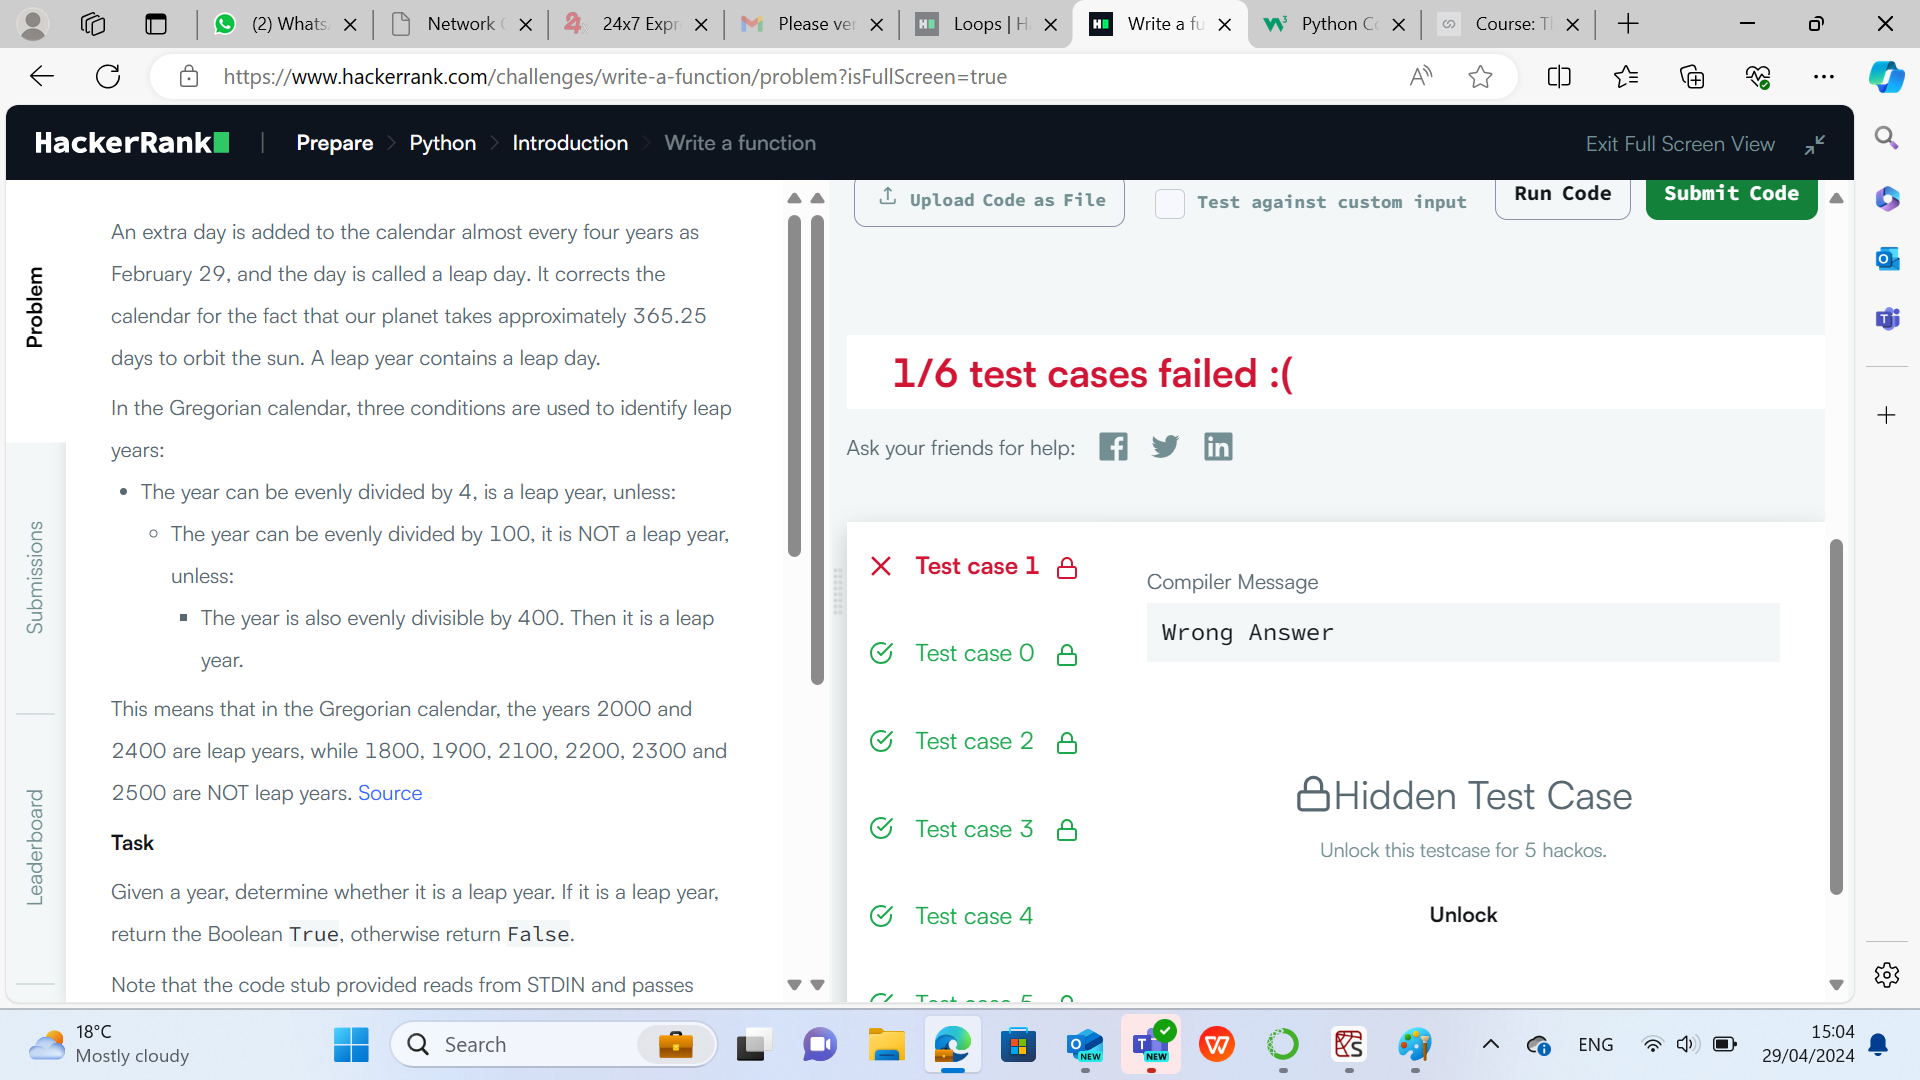 (2) Whats
Network
24x7 Expr
Please ver
Loops | H
Write a fu
Python Co
Course: T
https://www.hackerrank.com/challenges/write-a-function/problem?isFullScreen=true
HackerRank
Prepare
Python
Introduction
Write a function
Exit Full Screen View
Problem
Submissions
Leaderboard
An extra day is added to the calendar almost every four years as
February 29, and the day is called a leap day. It corrects the
calendar for the fact that our planet takes approximately 365.25
days to orbit the sun. A leap year contains a leap day.
In the Gregorian calendar, three conditions are used to identify leap
years:
• The year can be evenly divided by 4, is a leap year, unless:
◦ The year can be evenly divided by 100, it is NOT a leap year,
unless:
▪ The year is also evenly divisible by 400. Then it is a leap
year.
This means that in the Gregorian calendar, the years 2000 and
2400 are leap years, while 1800, 1900, 2100, 2200, 2300 and
2500 are NOT leap years. Source
Task
Given a year, determine whether it is a leap year. If it is a leap year,
return the Boolean True, otherwise return False.
Note that the code stub provided reads from STDIN and passes
Upload Code as File
Test against custom input
Run Code
Submit Code
1/6 test cases failed :(
Ask your friends for help:
Test case 1
Test case 0
Test case 2
Test case 3
Test case 4
Test case 5
Compiler Message
Wrong Answer
Hidden Test Case
Unlock this testcase for 5 hackos.
Unlock
18°C
Mostly cloudy
Search
NEW
NEW
ENG
15:04
29/04/2024